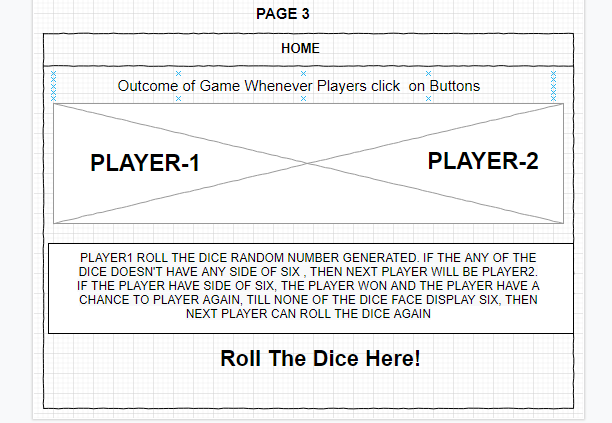 PAGE 3
HOME
Outcome of Game Whenever Players click on Buttons
PLAYER-1
PLAYER-2
PLAYER1 ROLL THE DICE RANDOM NUMBER GENERATED. IF THE ANY OF THE
DICE DOESN'T HAVE ANY SIDE OF SIX , THEN NEXT PLAYER WILL BE PLAYER2.
IF THE PLAYER HAVE SIDE OF SIX, THE PLAYER WON AND THE PLAYER HAVE A
CHANCE TO PLAYER AGAIN, TILL NONE OF THE DICE FACE DISPLAY SIX, THEN
NEXT PLAYER CAN ROLL THE DICE AGAIN
Roll The Dice Here!